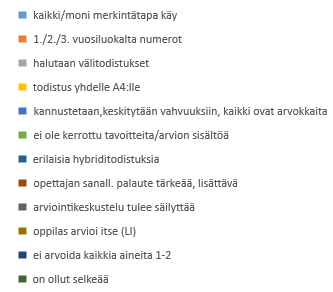 kaikki/moni merkintätapa käy
1./2./3. vuosiluokalta numerot
halutaan välitodistukset
todistus yhdelle A4:lle
kannustetaan,keskitytään vahvuuksiin, kaikki ovat arvokkaita
ei ole kerrottu tavoitteita/arvion sisältöä
erilaisia hybriditodistuksia
opettajan sanall. palaute tärkeää, lisättävä
arviointikeskustelu tulee säilyttää
oppilas arvioi itse (LI)
ei arvoida kaikkia aineita 1-2
on ollut selkeää